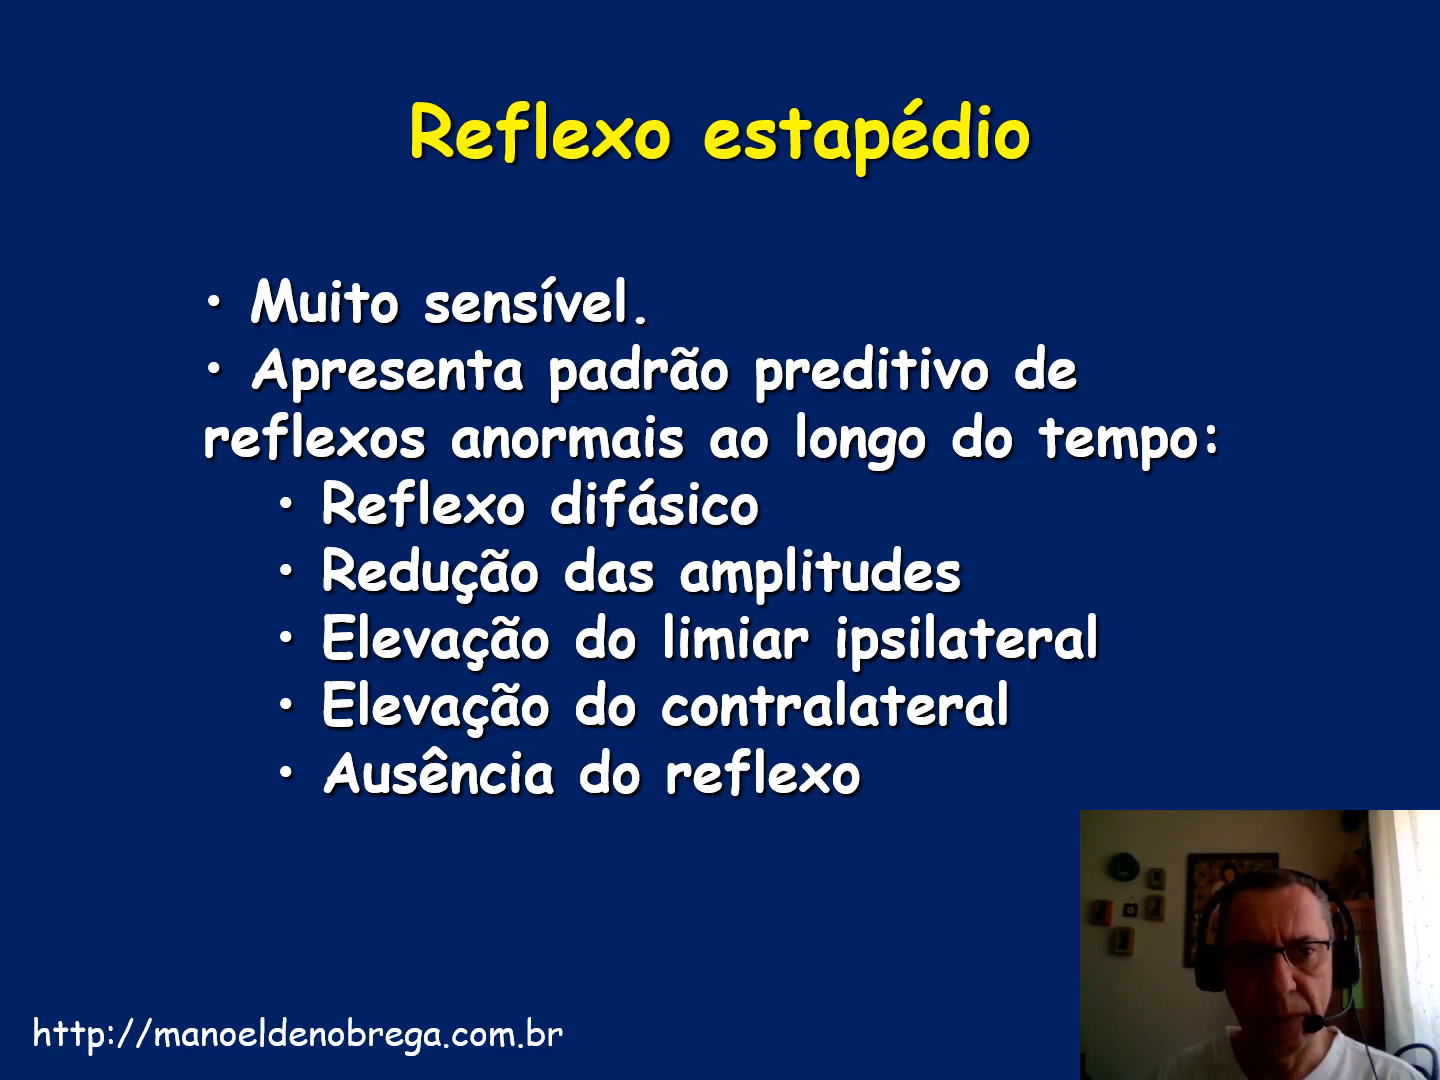 Reflexo estapédio
• Muito sensível.
• Apresenta padrão preditivo de
reflexos anormais ao longo do tempo:
• Reflexo difásico
• Redução das amplitudes
• Elevação do limiar ipsilateral
• Elevação do contralateral
• Ausência do reflexo
http://manoeldenobrega.com.br